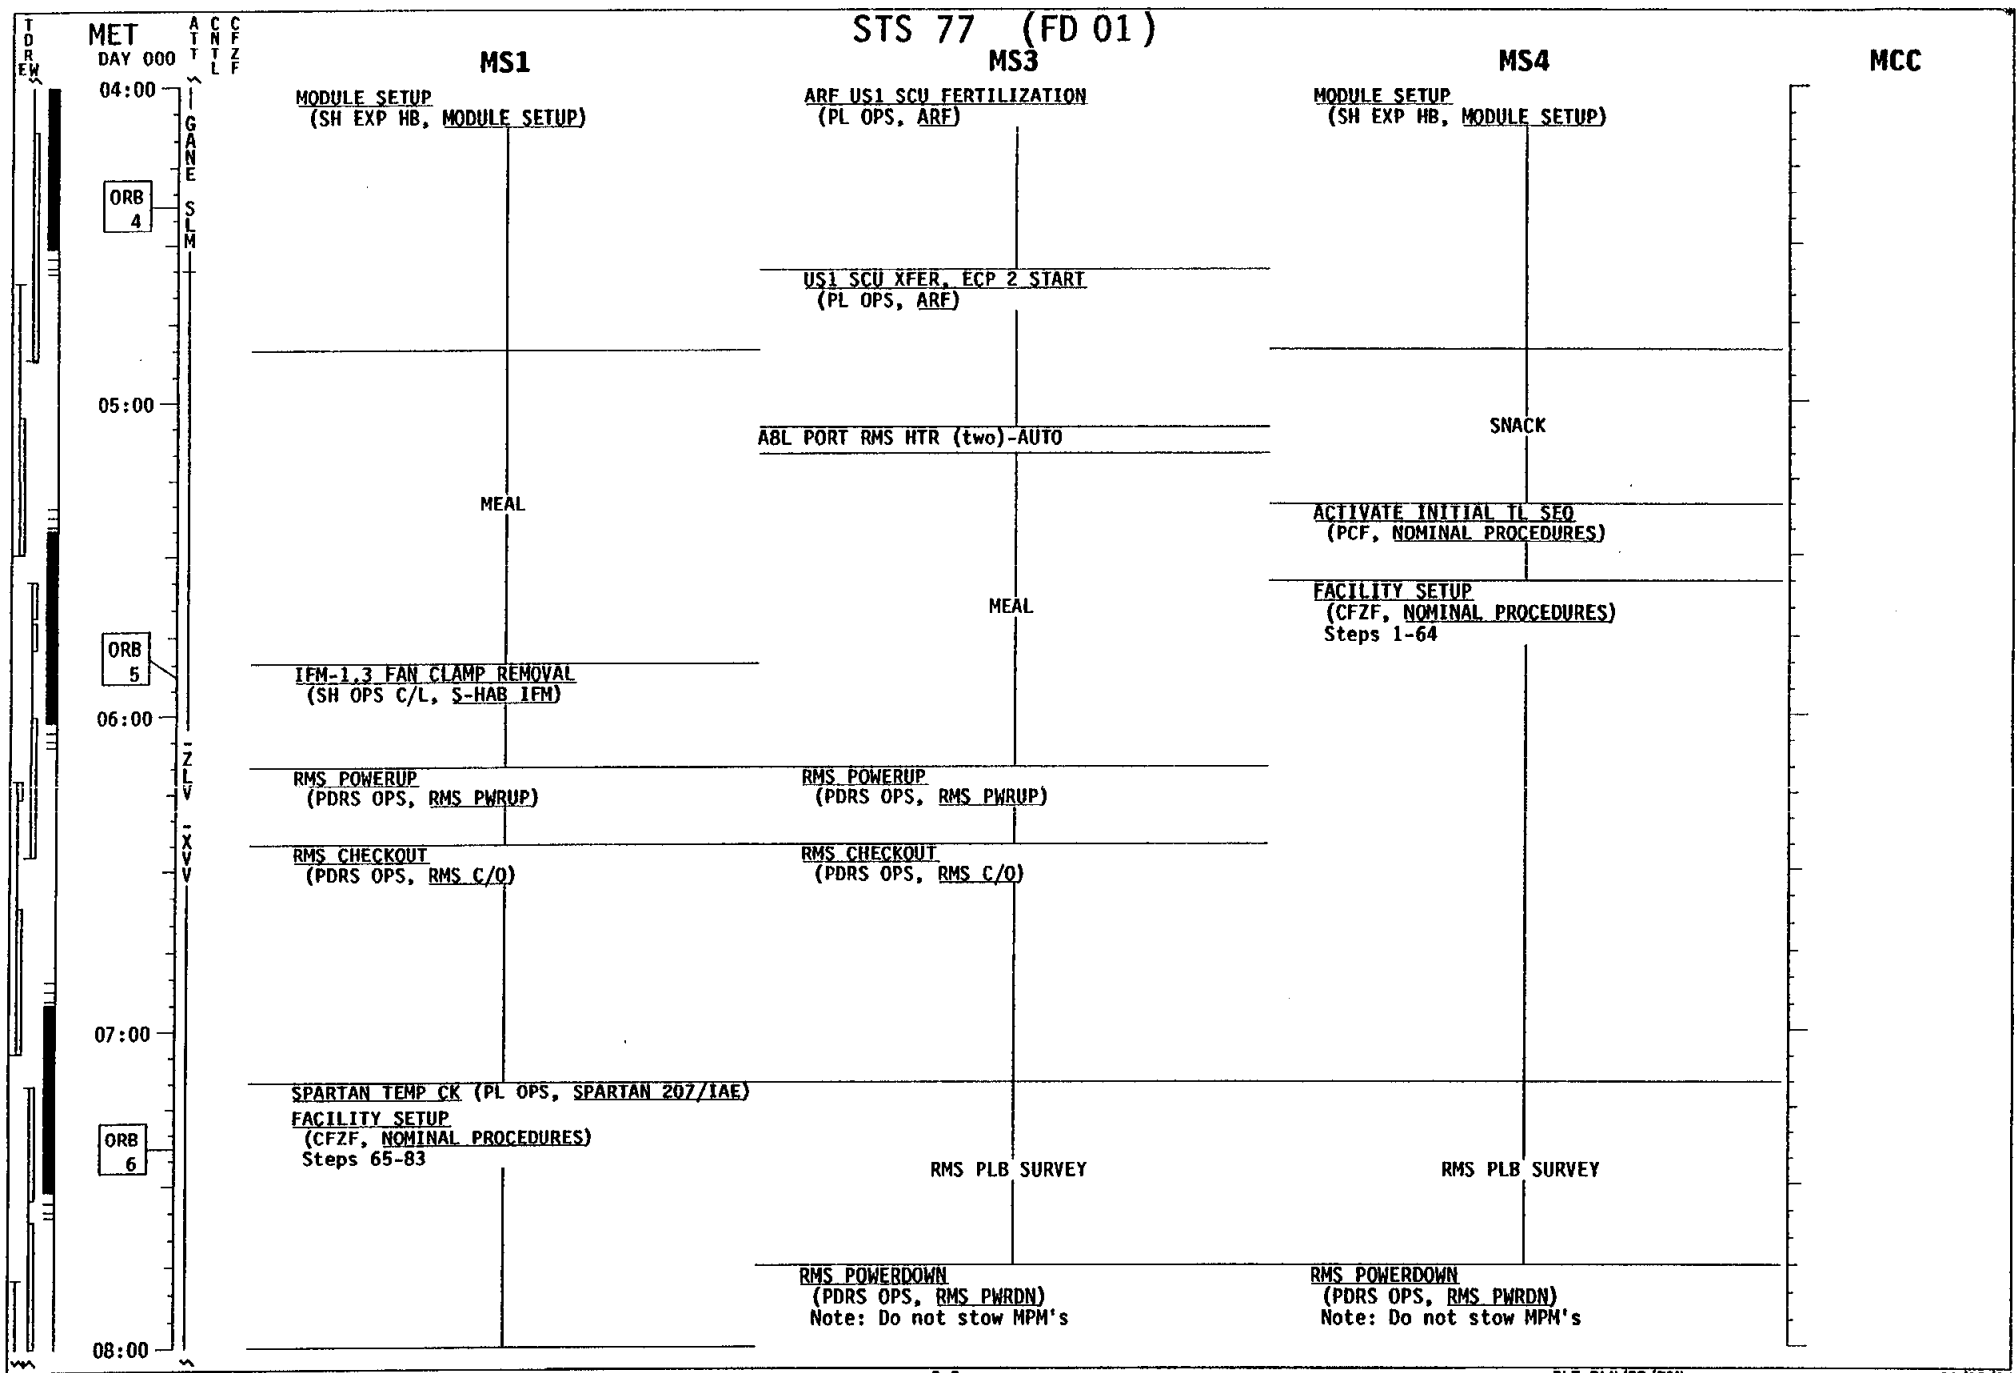 STS 77 (FD 01)
TDRE W
MET
DAY 000
ATT
CNTL
CFZF
MS1
MS3
MS4
MCC
04:00
05:00
06:00
07:00
08:00
ORB
4
ORB
5
ORB
6
GANE SLM
-ZLV -XVV
MODULE SETUP
(SH EXP HB, MODULE SETUP)
MEAL
IFM-1.3 FAN CLAMP REMOVAL
(SH OPS C/L, S-HAB IFM)
RMS POWERUP
(PDRS OPS, RMS PWRUP)
RMS CHECKOUT
(PDRS OPS, RMS C/O)
SPARTAN TEMP CK (PL OPS, SPARTAN 207/IAE)
FACILITY SETUP
(CFZF, NOMINAL PROCEDURES)
Steps 65-83
ARF US1 SCU FERTILIZATION
(PL OPS, ARF)
US1 SCU XFER, ECP 2 START
(PL OPS, ARF)
A8L PORT RMS HTR (two)-AUTO
MEAL
RMS POWERUP
(PDRS OPS, RMS PWRUP)
RMS CHECKOUT
(PDRS OPS, RMS C/O)
RMS PLB SURVEY
RMS POWERDOWN
(PDRS OPS, RMS PWRDN)
Note: Do not stow MPM's
MODULE SETUP
(SH EXP HB, MODULE SETUP)
SNACK
ACTIVATE INITIAL TL SEQ
(PCF, NOMINAL PROCEDURES)
FACILITY SETUP
(CFZF, NOMINAL PROCEDURES)
Steps 1-64
RMS PLB SURVEY
RMS POWERDOWN
(PDRS OPS, RMS PWRDN)
Note: Do not stow MPM's